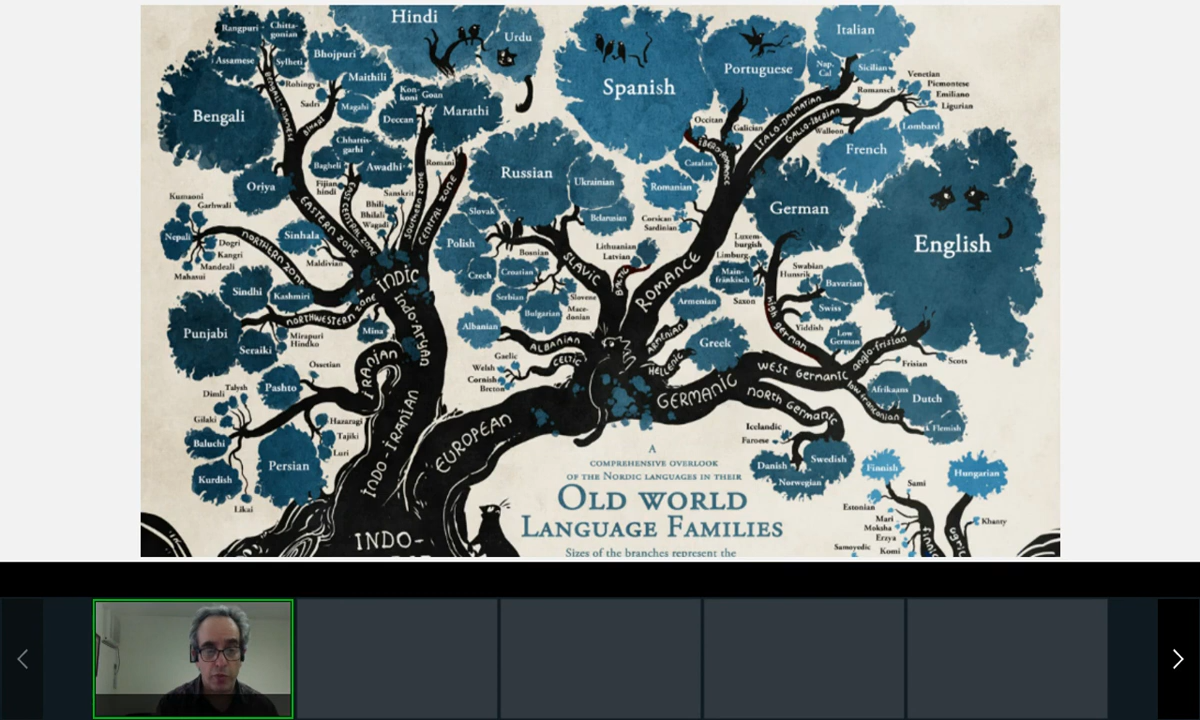 Hindi
Urdu
Rangpuri
Chitta-
gonian
Assamese
Sylheti
Bhojpuri
Maithili
Rohingya
Sadri
Magahi
Bengali
BENGALI-ASSAMESE
BIHARI
Kon-
koni
Goan
Deccan
Marathi
Chhattis-
garhi
Bagheli
Awadhi
Romani
Oriya
Fijian
hindi
Sanskrit
Bhili
Bhilali
Wagadi
EASTERN ZONE
EAST CENTRAL ZONE
SOUTHERN ZONE
CENTRAL ZONE
Kumaoni
Garhwali
Nepali
Dogri
Kangri
Mandeali
Mahasui
NORTHERN ZONE
Sinhala
Maldivian
INDIC
Sindhi
Kashmiri
NORTHWESTERN ZONE
Punjabi
Seraiki
Mirapuri
Hindko
Mina
INDO-ARYAN
Ossetian
IRANIAN
Pashto
Talysh
Dimli
Gilaki
Baluchi
Kurdish
Likai
Persian
Hazaragi
Tajiki
Luri
INDO-IRANIAN
EUROPEAN
INDO-
Spanish
Portuguese
Italian
Nap.
Cal
Sicilian
Romansch
Venetian
Piemontese
Emiliano
Ligurian
Occitan
Galician
Catalan
IBERO-ROMANCE
ITALO-DALMATIAN
GALLO-IBERIAN
Walloon
Lombard
French
Romanian
Corsican
Sardinian
ROMANCE
Russian
Ukrainian
Belarusian
Slovak
Polish
Czech
Bosnian
Croatian
Serbian
Bulgarian
Slovene
Mace-
donian
SLAVIC
Lithuanian
Latvian
BALTIC
Albanian
ALBANIAN
Gaelic
Welsh
Cornish
Breton
CELTIC
Armenian
ARMENIAN
Greek
HELLENIC
German
Luxem-
burgish
Limburg.
Main-
fränkisch
Saxon
Swabian
Hunsrik
Bavarian
Swiss
Yiddish
Low
German
high german
English
anglo-frisian
Frisian
Scots
GERMANIC
WEST GERMANIC
low franconian
Afrikaans
Dutch
Flemish
NORTH GERMANIC
Icelandic
Faroese
Danish
Swedish
Norwegian
Finnish
Sami
Estonian
Mari
Moksha
Erzya
Komi
Samoyedic
FINNIC
Hungarian
Khanty
UGRIC
A
COMPREHENSIVE OVERLOOK
OF THE NORDIC LANGUAGES IN THEIR
OLD WORLD
LANGUAGE FAMILIES
Sizes of the branches represent the